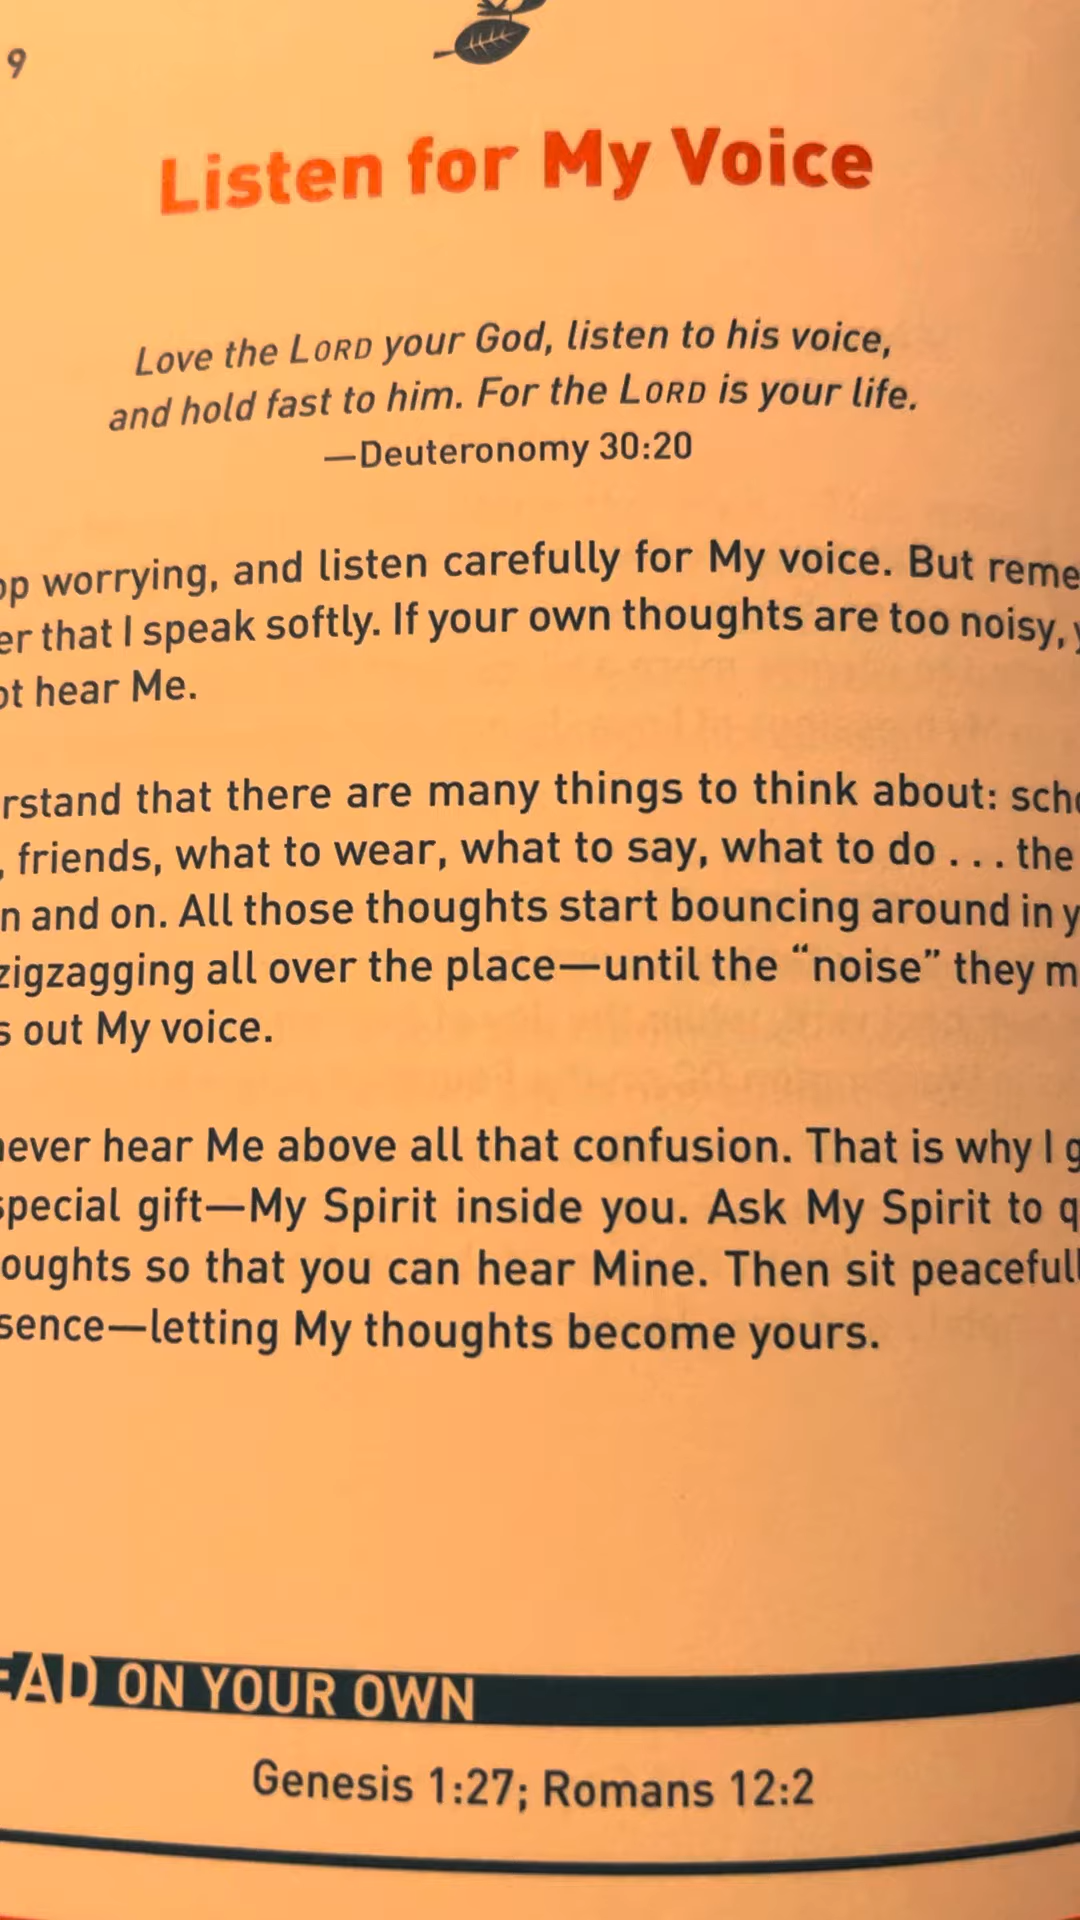 9
Listen for My Voice
Love the LORD your God, listen to his voice,
and hold fast to him. For the LORD is your life.
—Deuteronomy 30:20
op worrying, and listen carefully for My voice. But reme
er that I speak softly. If your own thoughts are too noisy, y
ot hear Me.
rstand that there are many things to think about: scho
, friends, what to wear, what to say, what to do . . . the
n and on. All those thoughts start bouncing around in y
zigzagging all over the place—until the “noise” they m
s out My voice.
never hear Me above all that confusion. That is why I g
special gift—My Spirit inside you. Ask My Spirit to q
oughts so that you can hear Mine. Then sit peacefull
sence—letting My thoughts become yours.
EAD ON YOUR OWN
Genesis 1:27; Romans 12:2